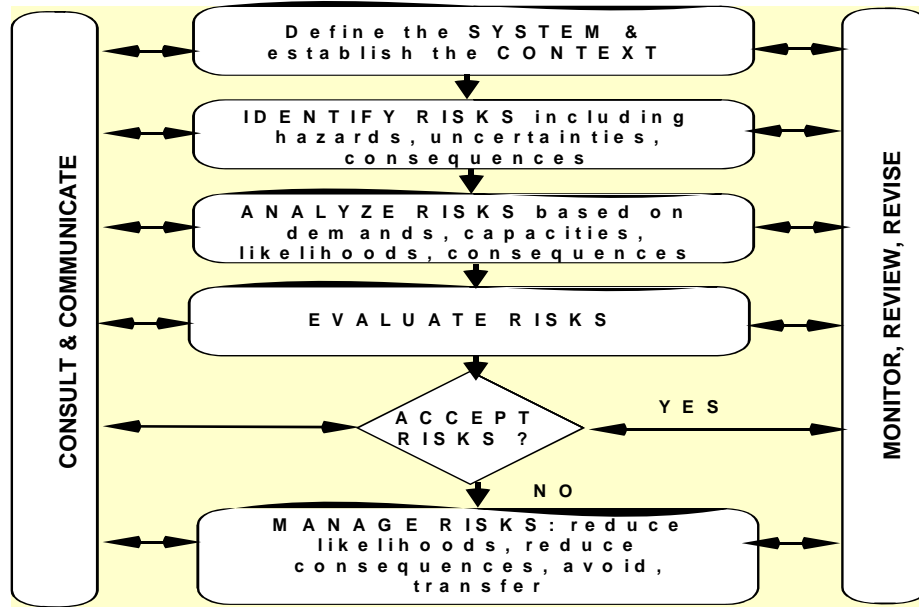 CONSULT & COMMUNICATE
Define the SYSTEM &
establish the CONTEXT
IDENTIFY RISKS including
hazards, uncertainties,
consequences
ANALYZE RISKS based on
demands, capacities,
likelihoods, consequences
EVALUATE RISKS
ACCEPT
RISKS ?
YES
NO
MANAGE RISKS: reduce
likelihoods, reduce
consequences, avoid,
transfer
MONITOR, REVIEW, REVISE